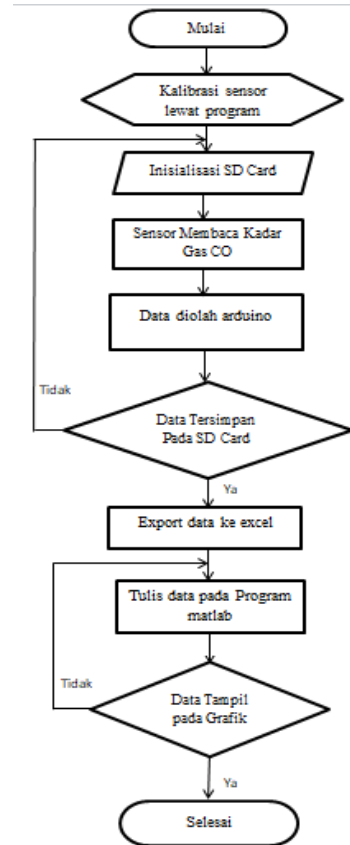 Mulai
Kalibrasi sensor
lewat program
Inisialisasi SD Card
Sensor Membaca Kadar
Gas CO
Data diolah arduino
Tidak
Data Tersimpan
Pada SD Card
Ya
Export data ke excel
Tulis data pada Program
matlab
Tidak
Data Tampil
pada Grafik
Ya
Selesai